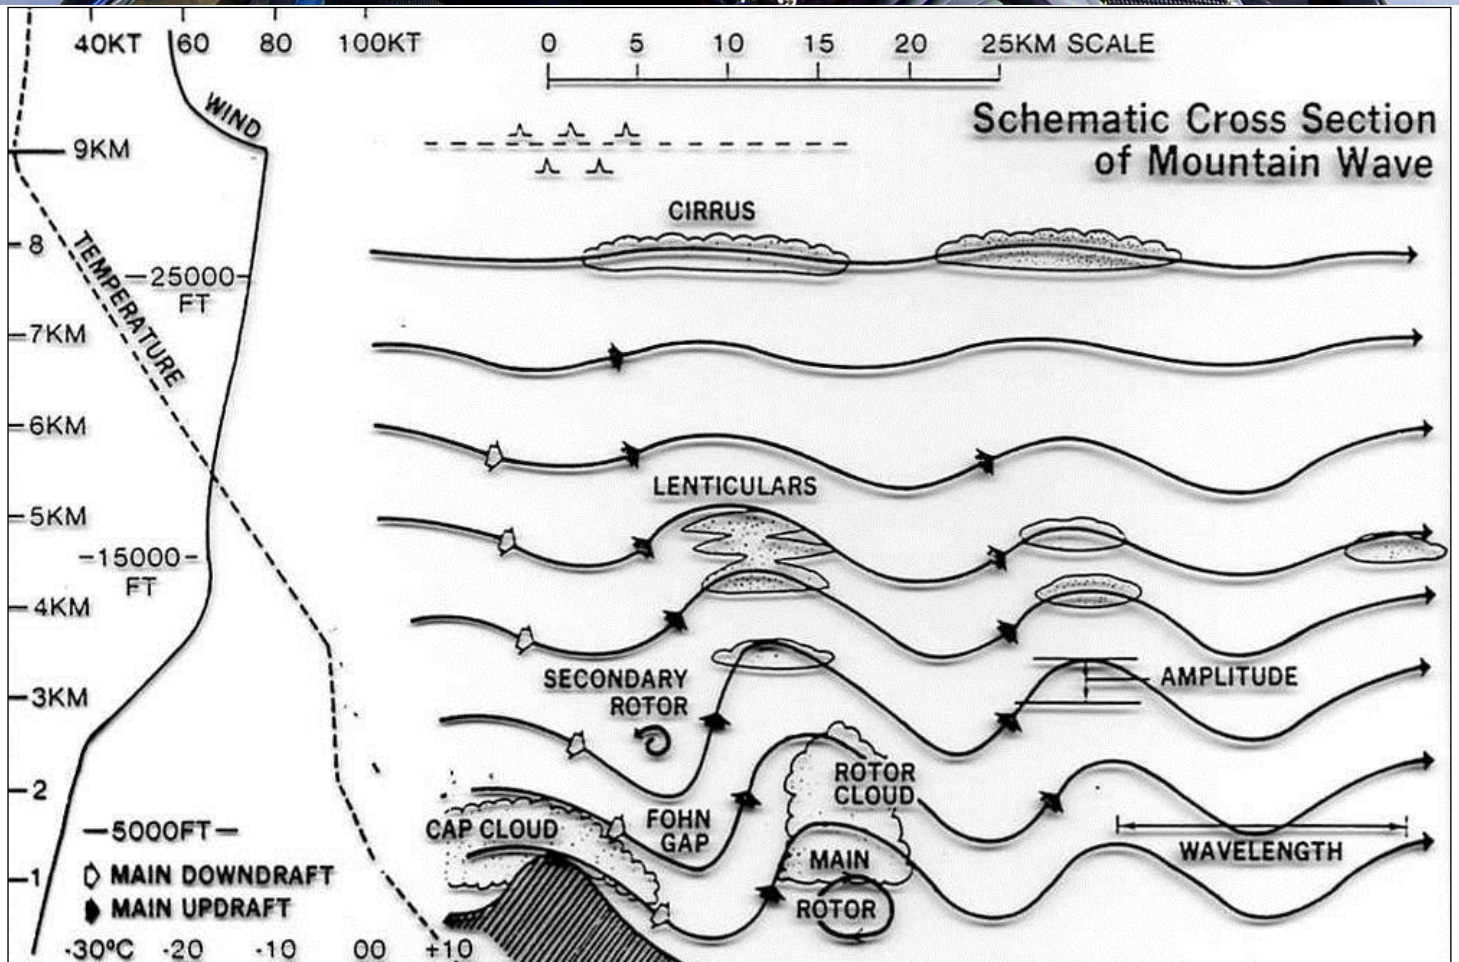 40KT 60 80 100KT
0 5 10 15 20 25KM SCALE
WIND
Schematic Cross Section
of Mountain Wave
9KM
CIRRUS
8
TEMPERATURE
25000
FT
7KM
6KM
LENTICULARS
5KM
15000
FT
4KM
SECONDARY
ROTOR
AMPLITUDE
3KM
ROTOR
CLOUD
2
FOHN
GAP
5000FT
CAP CLOUD
WAVELENGTH
MAIN
ROTOR
1
MAIN DOWNDRAFT
MAIN UPDRAFT
-30ºC -20 -10 00 +10